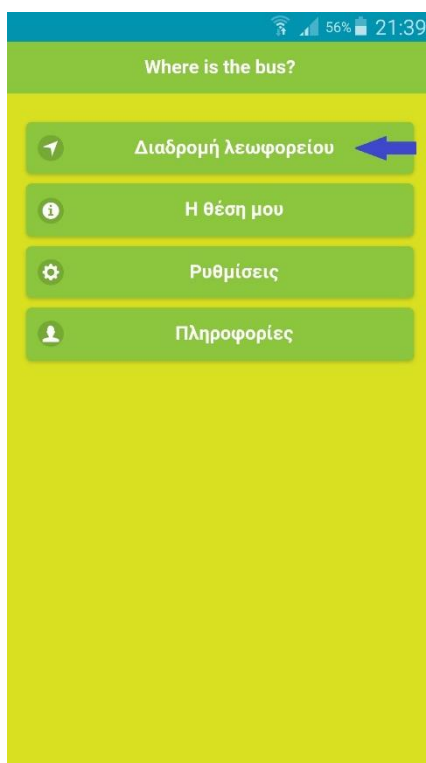 56% 21:39
Where is the bus?
Διαδρομή λεωφορείου
Η θέση μου
Ρυθμίσεις
Πληροφορίες